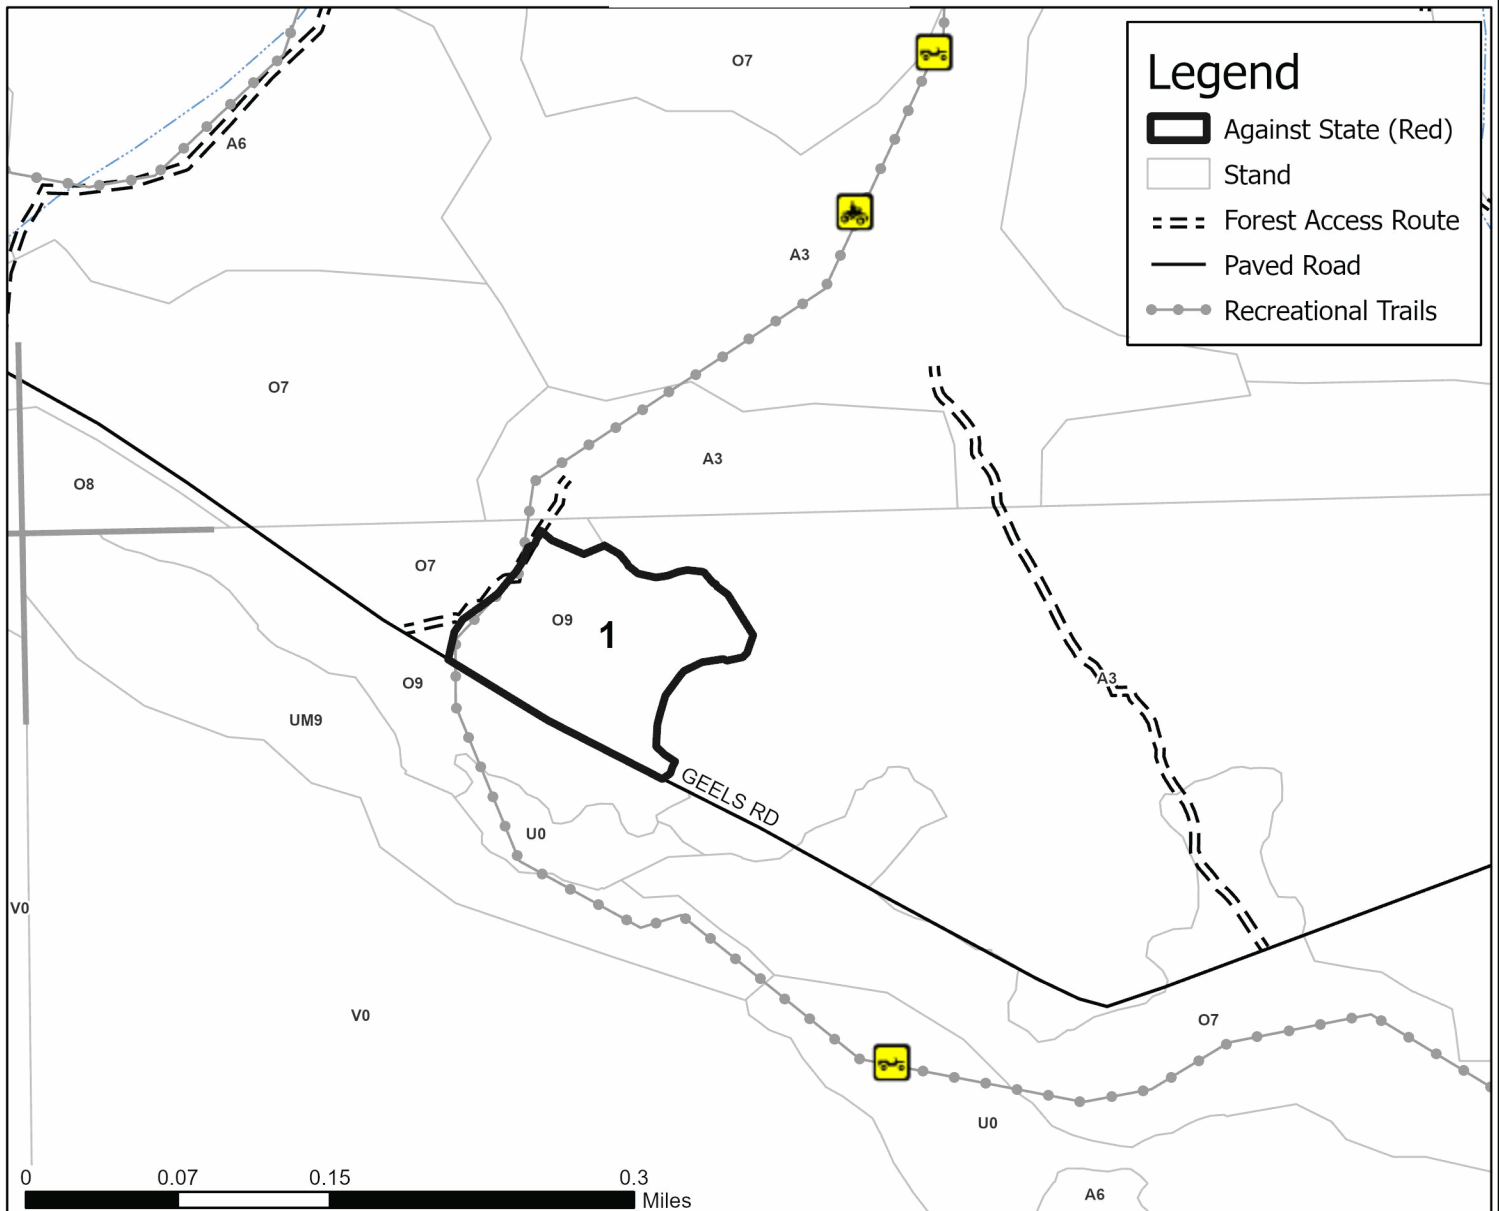 O7
Legend
Against State (Red)
A6
Stand
Forest Access Route
A3
Paved Road
Recreational Trails
O7
A3
O8
O7
O9
1
A3
O9
UM9
GEELS RD
U0
V0
V0
O7
U0
0 0.07 0.15 0.3
Miles
A6